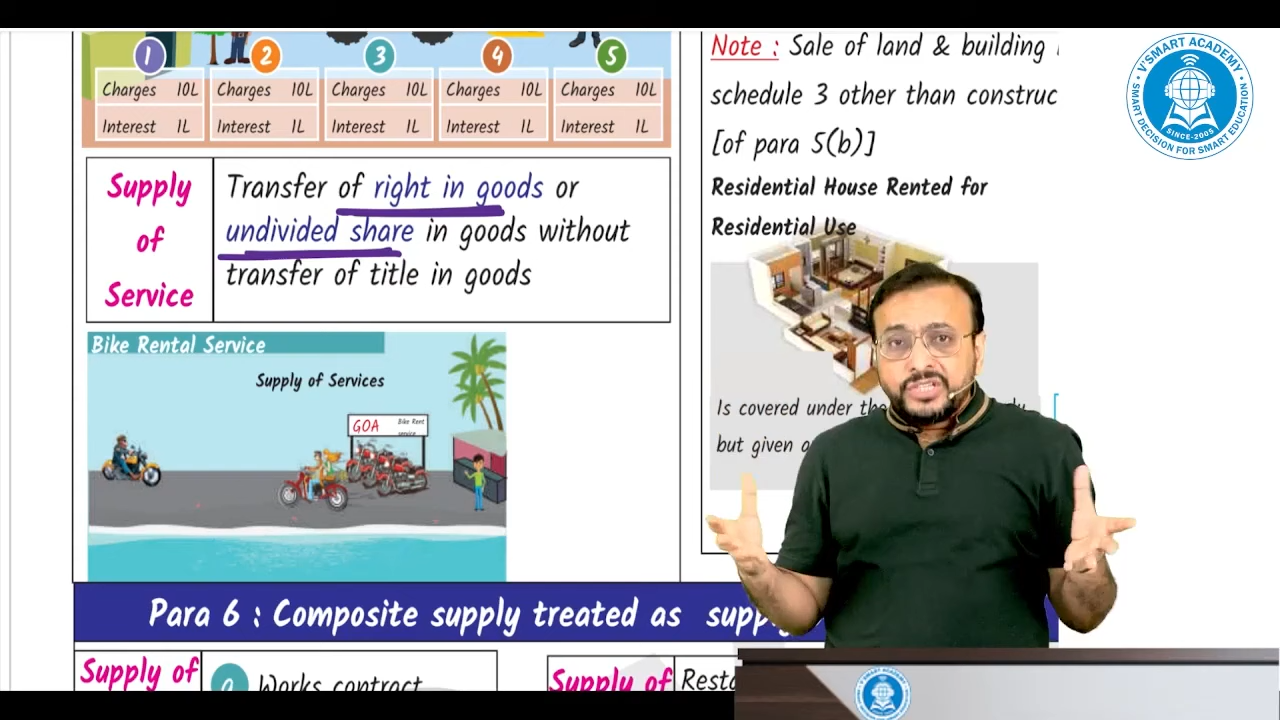 1
2
3
4
5
Charges 10L
Charges 10L
Charges 10L
Charges 10L
Charges 10L
Interest 1L
Interest 1L
Interest 1L
Interest 1L
Interest 1L
Supply
of
Service
Transfer of right in goods or
undivided share in goods without
transfer of title in goods
Bike Rental Service
Supply of Services
GOA
Bike Rent
service
Note : Sale of land & building
schedule 3 other than construc
[of para 5(b)]
Residential House Rented for
Residential Use
Is covered under
but given
V'SMART ACADEMY
SINCE-2005
SMART DECISION FOR SMART EDUCATION
Para 6 : Composite supply treated as
Supply of
Works contract
Supply of